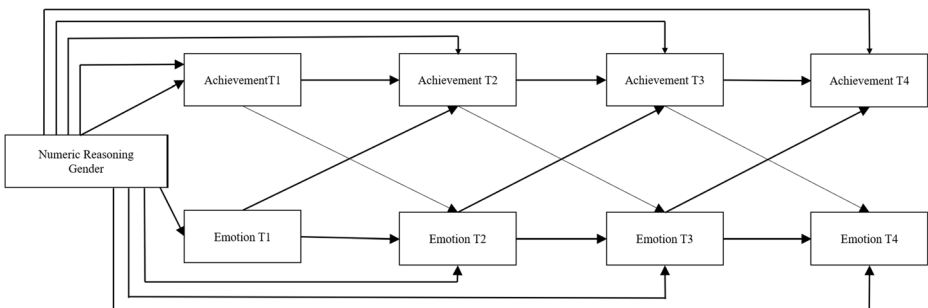 AchievementT1
Achievement T2
Achievement T3
Achievement T4
Numeric Reasoning
Gender
Emotion T1
Emotion T2
Emotion T3
Emotion T4